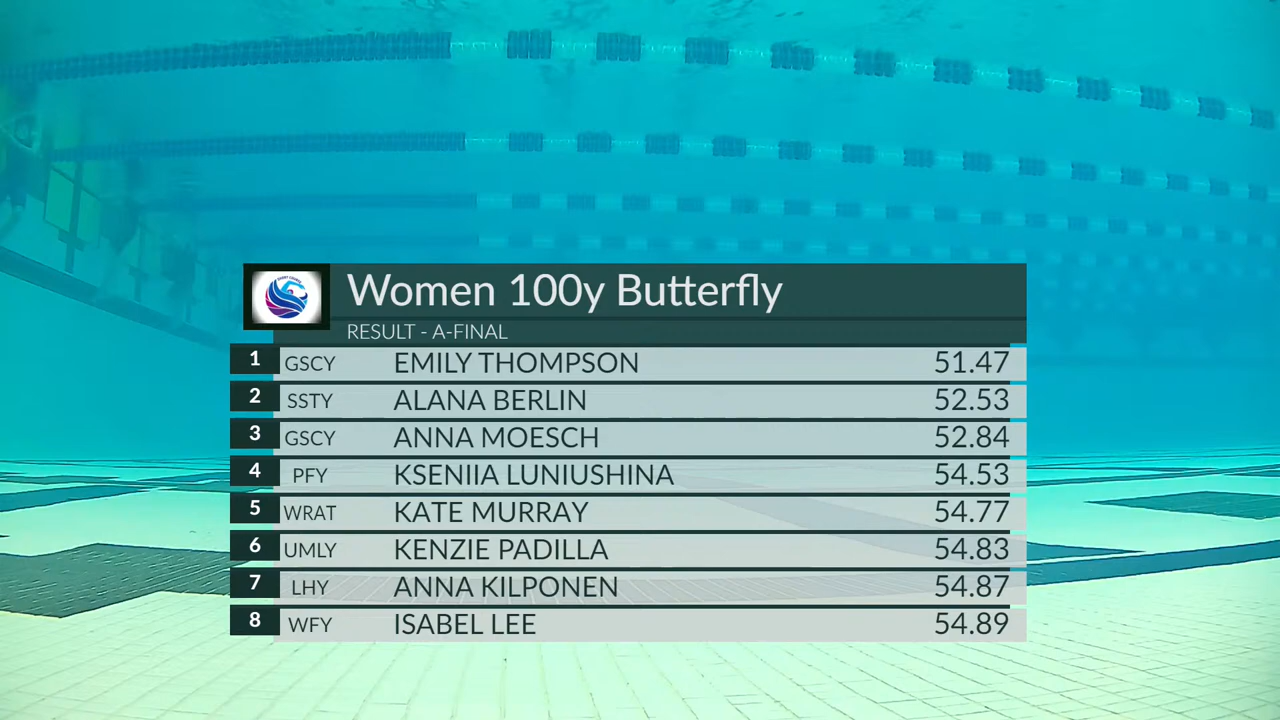 Women 100y Butterfly
RESULT - A-FINAL
1 GSCY EMILY THOMPSON 51.47
2 SSTY ALANA BERLIN 52.53
3 GSCY ANNA MOESCH 52.84
4 PFY KSENIIA LUNIUSHINA 54.53
5 WRAT KATE MURRAY 54.77
6 UMLY KENZIE PADILLA 54.83
7 LHY ANNA KILPONEN 54.87
8 WFY ISABEL LEE 54.89